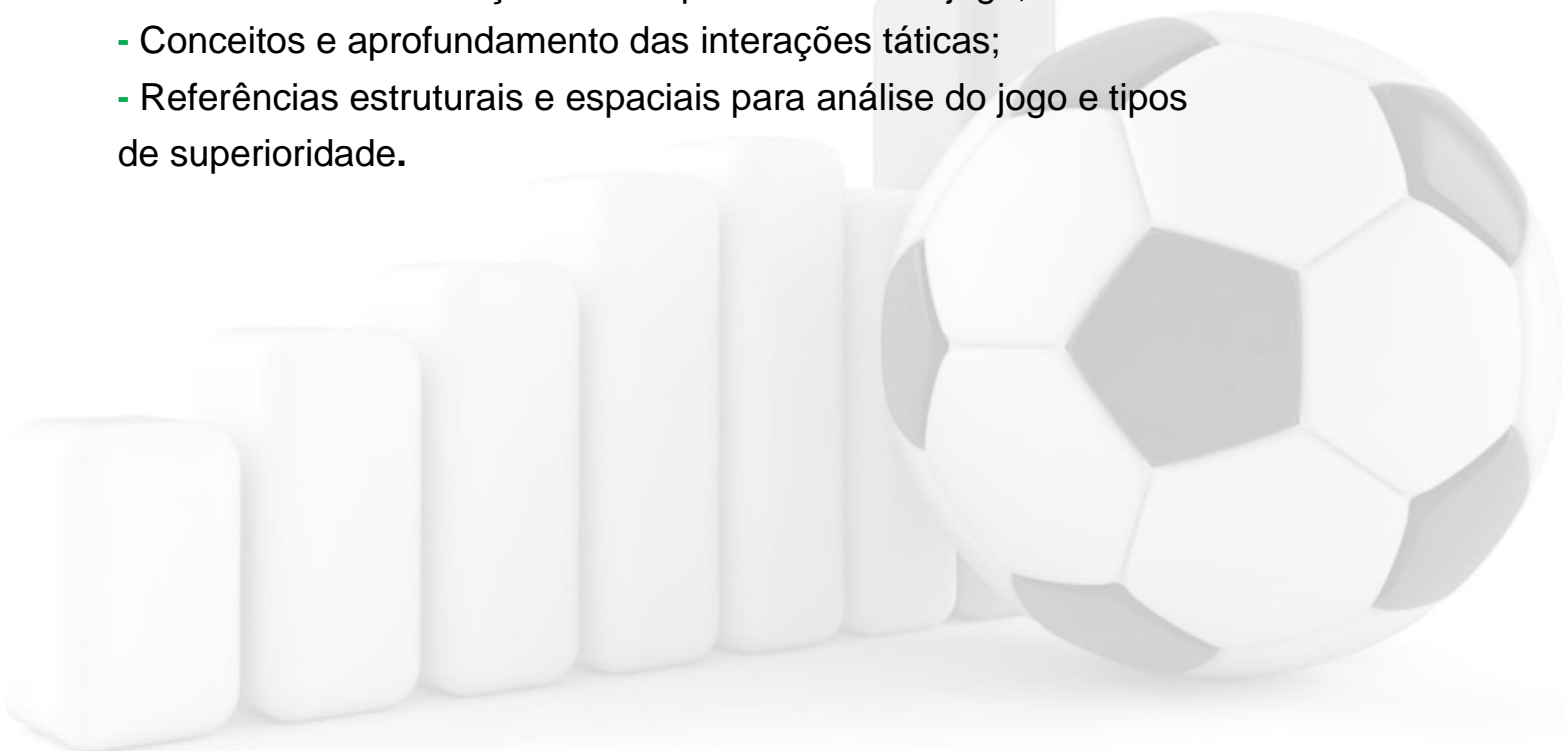 - Conceitos e aprofundamento das interações táticas;
- Referências estruturais e espaciais para análise do jogo e tipos
de superioridade.